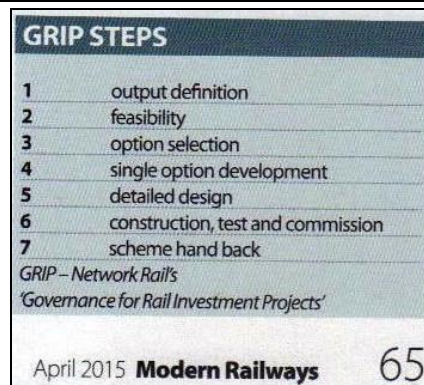 GRIP STEPS
1 output definition
2 feasibility
3 option selection
4 single option development
5 detailed design
6 construction, test and commission
7 scheme hand back
GRIP – Network Rail's
'Governance for Rail Investment Projects'
April 2015 Modern Railways 65